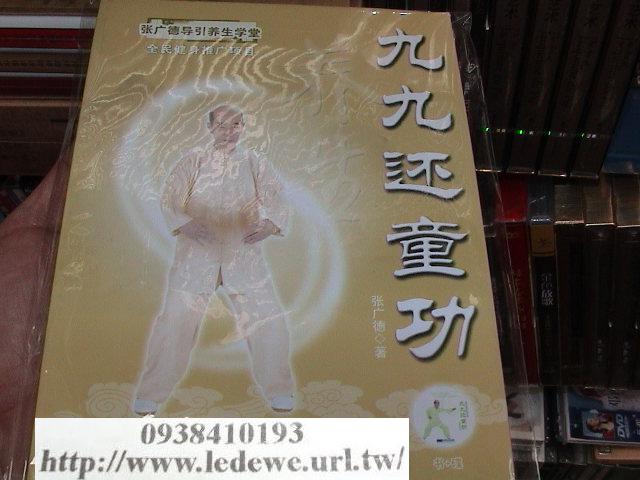 张广德导引养生学堂
全民健身推广项目
九九还童功
张广德◇著
0938410193
http://www.ledewe.url.tw/
DVD